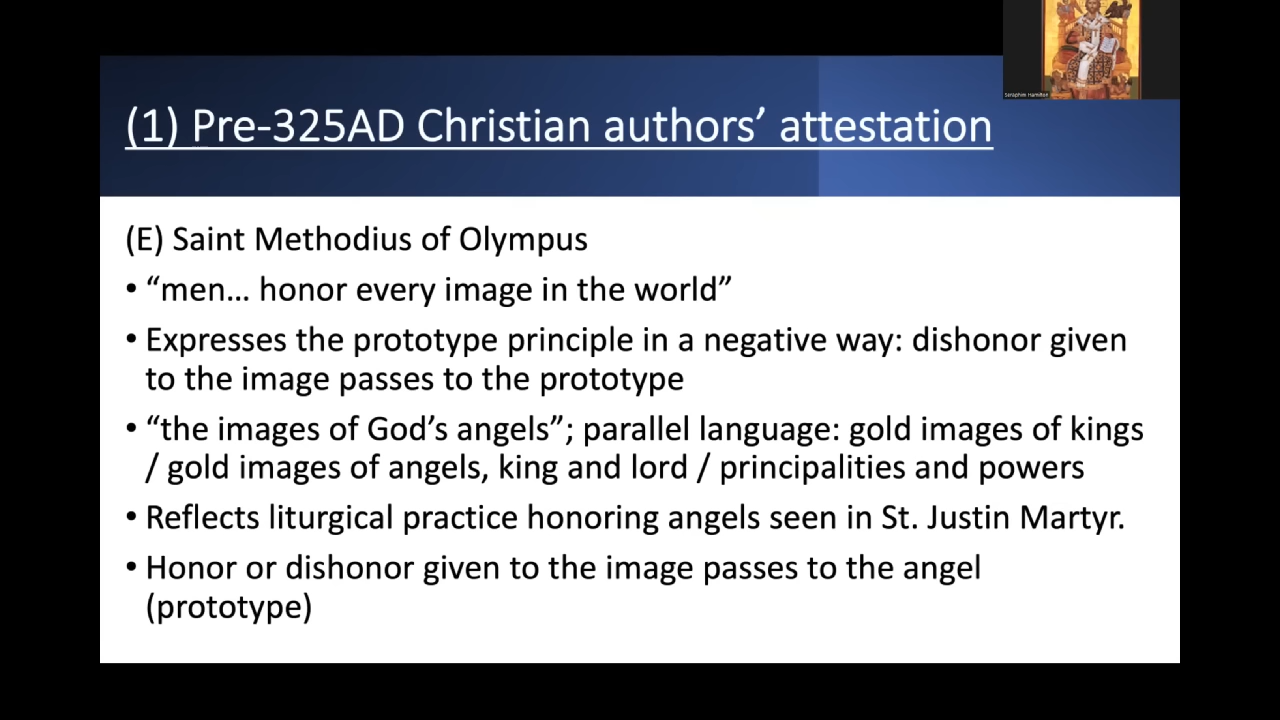 Seraphim Hamilton
(1) Pre-325AD Christian authors’ attestation
(E) Saint Methodius of Olympus
• “men... honor every image in the world”
• Expresses the prototype principle in a negative way: dishonor given
to the image passes to the prototype
• “the images of God’s angels”; parallel language: gold images of kings
/ gold images of angels, king and lord / principalities and powers
• Reflects liturgical practice honoring angels seen in St. Justin Martyr.
• Honor or dishonor given to the image passes to the angel
(prototype)